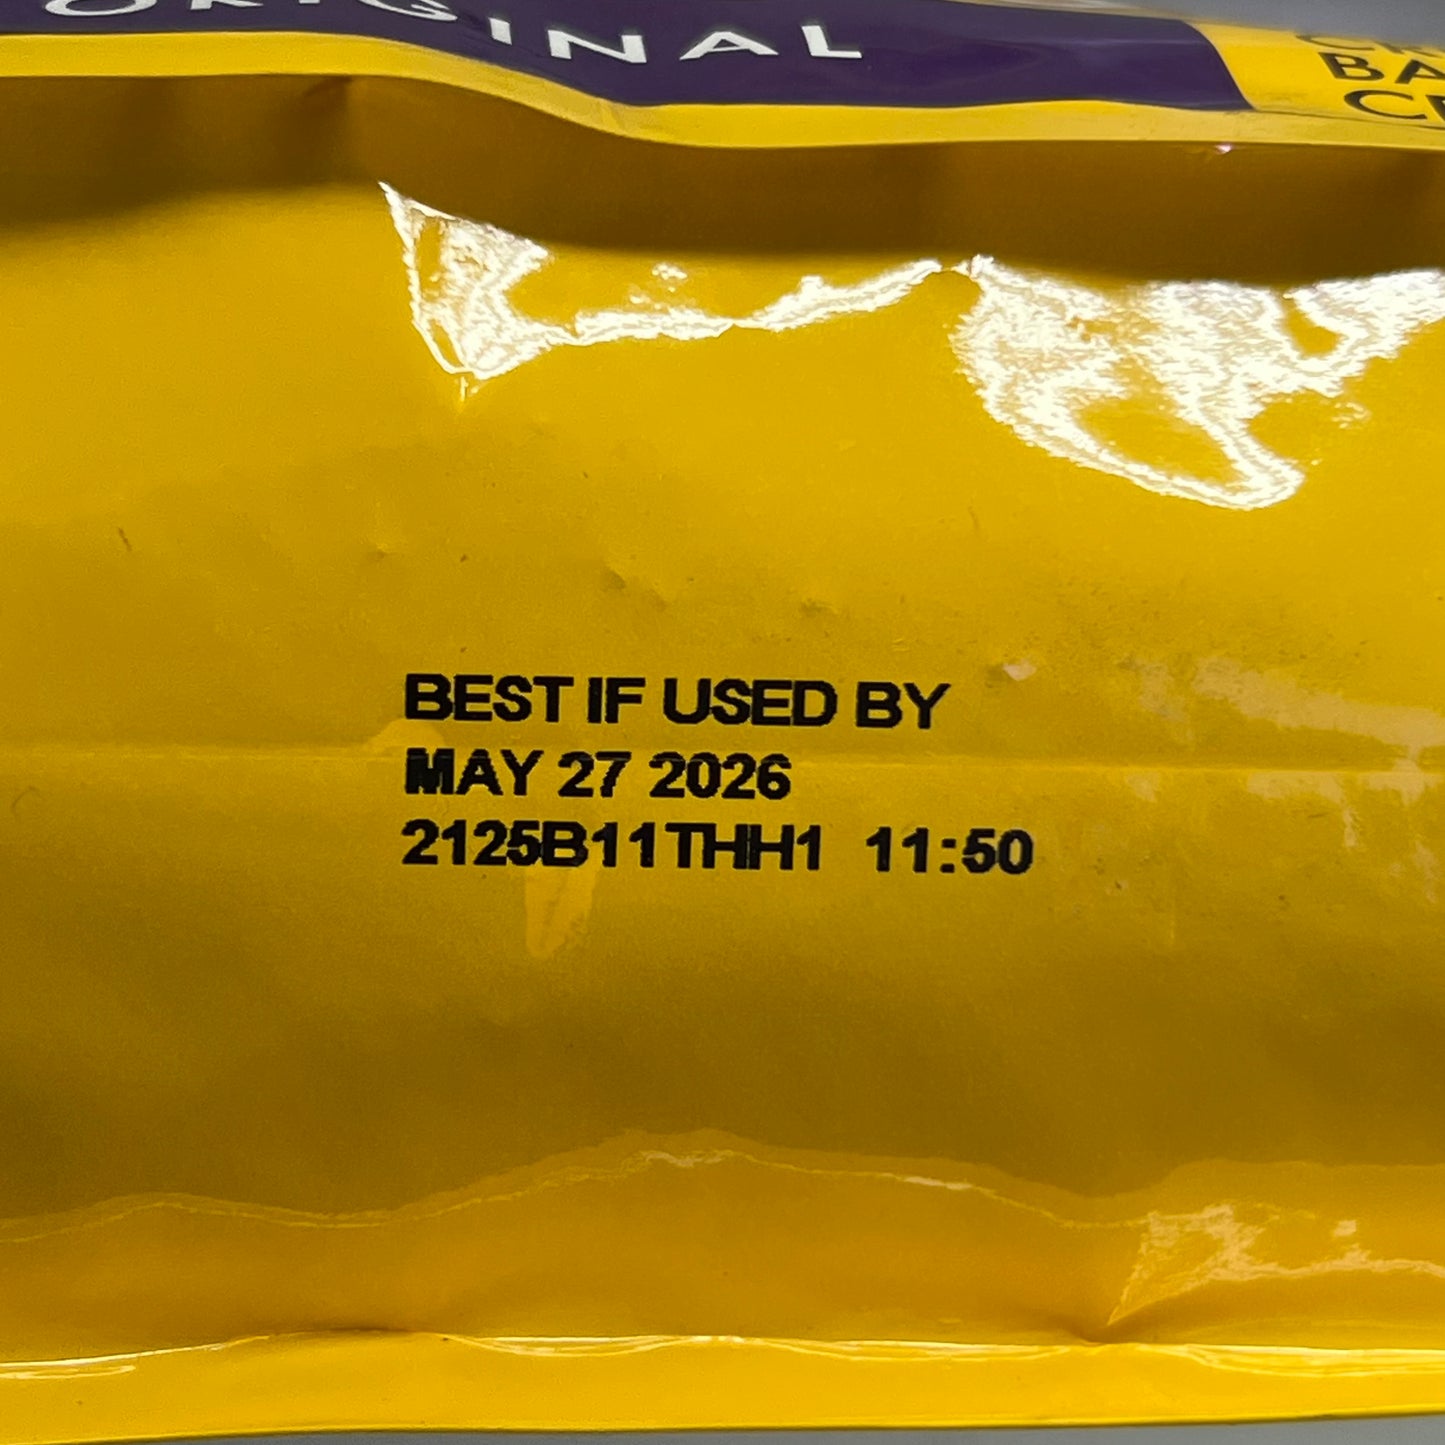 ORIGINAL
BEST IF USED BY
MAY 27 2026
2125B11THH1 11:50